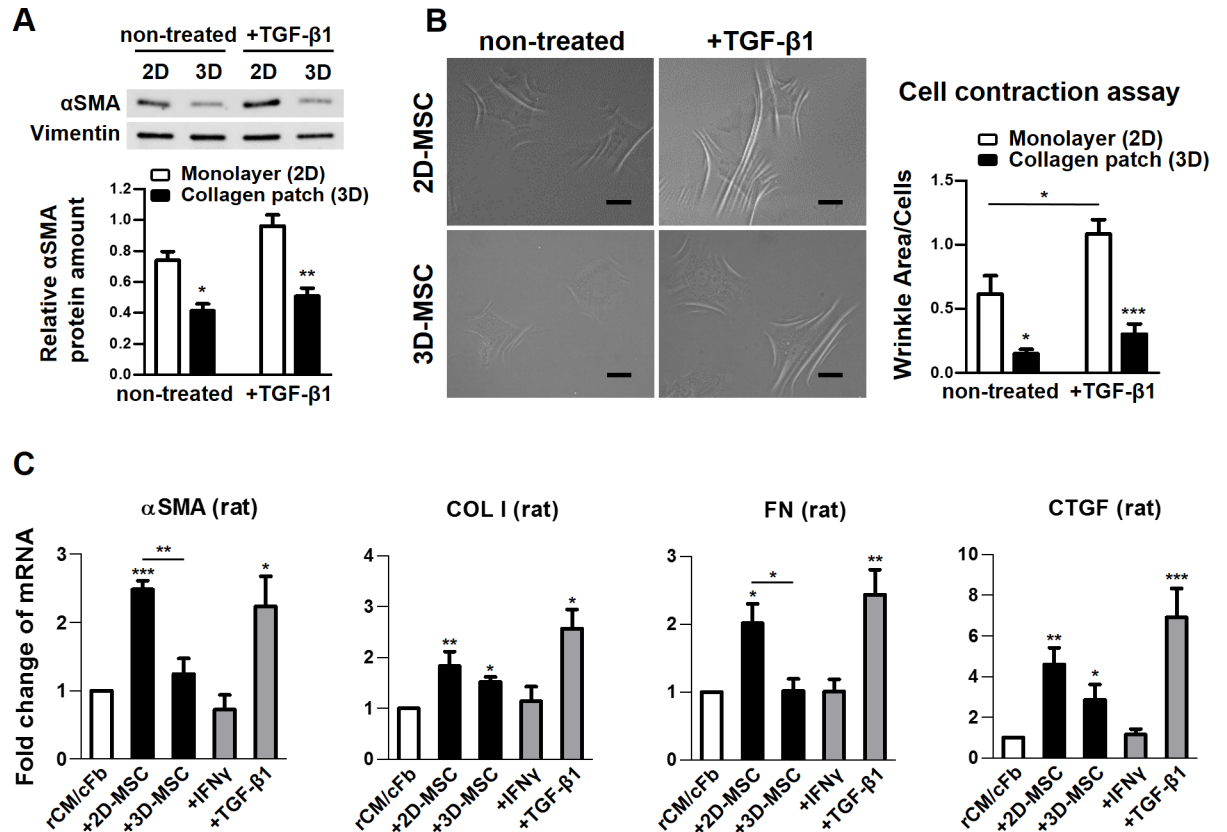 A
non-treated +TGF-β1
2D 3D 2D 3D
αSMA
Vimentin
Monolayer (2D)
Collagen patch (3D)
Relative αSMA
protein amount
1.2
1.0
0.8
0.6
0.4
0.2
0.0
*
**
non-treated +TGF-β1
B
non-treated +TGF-β1
2D-MSC
3D-MSC
Cell contraction assay
Monolayer (2D)
Collagen patch (3D)
Wrinkle Area/Cells
1.5
1.0
0.5
0.0
*
*
***
non-treated +TGF-β1
C
Fold change of mRNA
αSMA (rat)
3
2
1
0
***
**
*
rCM/cFb
+2D-MSC
+3D-MSC
+IFNγ
+TGF-β1
COL I (rat)
4
3
2
1
0
**
*
*
rCM/cFb
+2D-MSC
+3D-MSC
+IFNγ
+TGF-β1
FN (rat)
3
2
1
0
*
*
**
rCM/cFb
+2D-MSC
+3D-MSC
+IFNγ
+TGF-β1
CTGF (rat)
10
8
6
4
2
0
**
*
***
rCM/cFb
+2D-MSC
+3D-MSC
+IFNγ
+TGF-β1